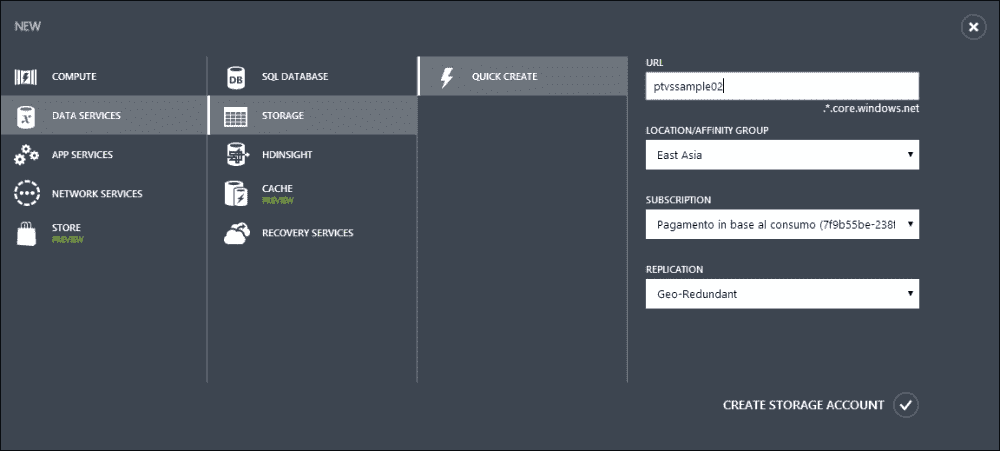 NEW
COMPUTE
DATA SERVICES
APP SERVICES
NETWORK SERVICES
STORE
PREVIEW
DB
SQL DATABASE
STORAGE
HDINSIGHT
CACHE
PREVIEW
RECOVERY SERVICES
QUICK CREATE
URL
ptvssample02
.*.core.windows.net
LOCATION/AFFINITY GROUP
East Asia
SUBSCRIPTION
Pagamento in base al consumo (7f9b55be-238f
REPLICATION
Geo-Redundant
CREATE STORAGE ACCOUNT